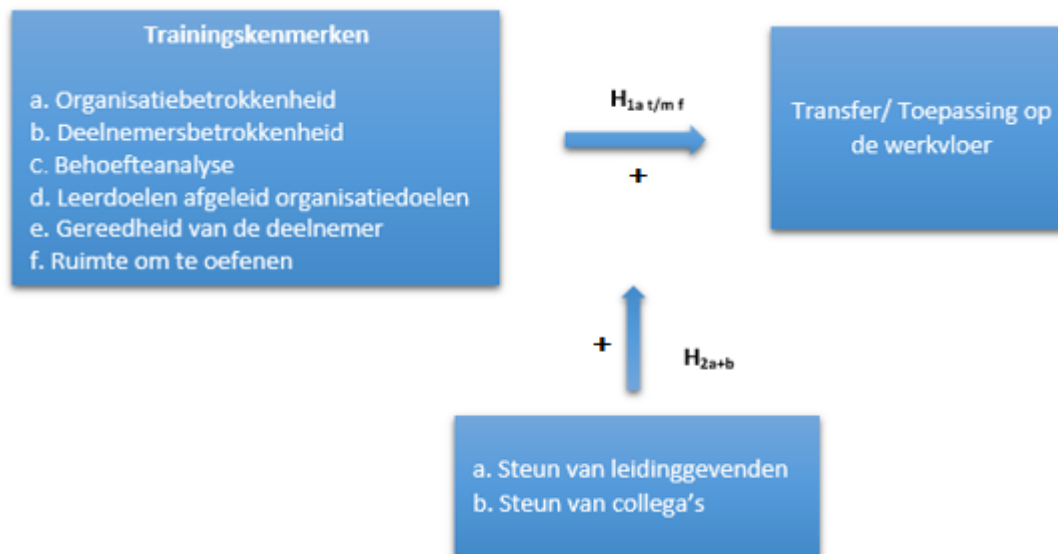 Trainingskenmerken
a. Organisatiebetrokkenheid
b. Deelnemersbetrokkenheid
c. Behoefteanalyse
d. Leerdoelen afgeleid organisatiedoelen
e. Gereedheid van de deelnemer
f. Ruimte om te oefenen
H1a t/m f
+
Transfer/ Toepassing op
de werkvloer
+
H2a+b
a. Steun van leidinggevenden
b. Steun van collega's